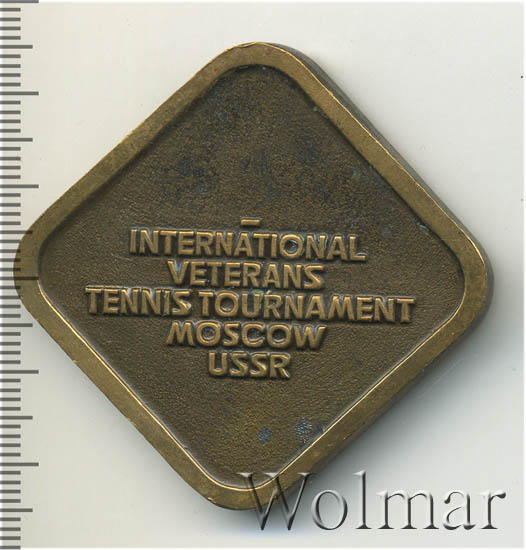 INTERNATIONAL
VETERANS
TENNIS TOURNAMENT
MOSCOW
USSR
Wolmar